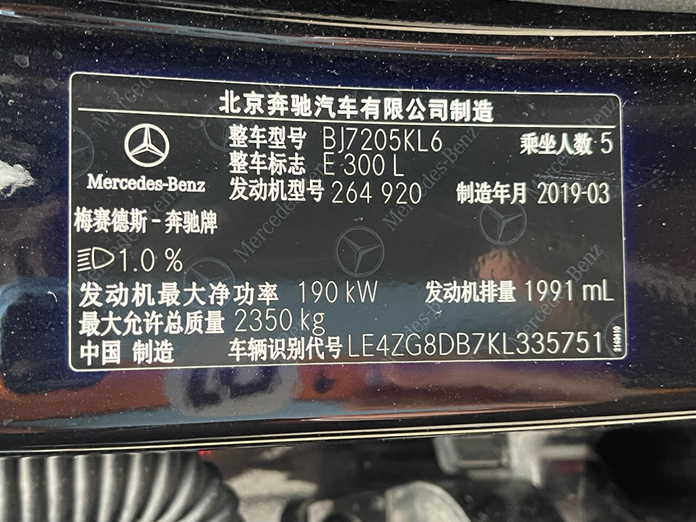 北京奔驰汽车有限公司制造
整车型号 BJ7205KL6 乘坐人数 5
整车标志 E 300 L
发动机型号 264 920 制造年月 2019-03
Mercedes-Benz
梅赛德斯－奔驰牌
1.0 %
发动机最大净功率 190 kW 发动机排量 1991 mL
最大允许总质量 2350 kg
中国 制造 车辆识别代号 LE4ZG8DB7KL335751